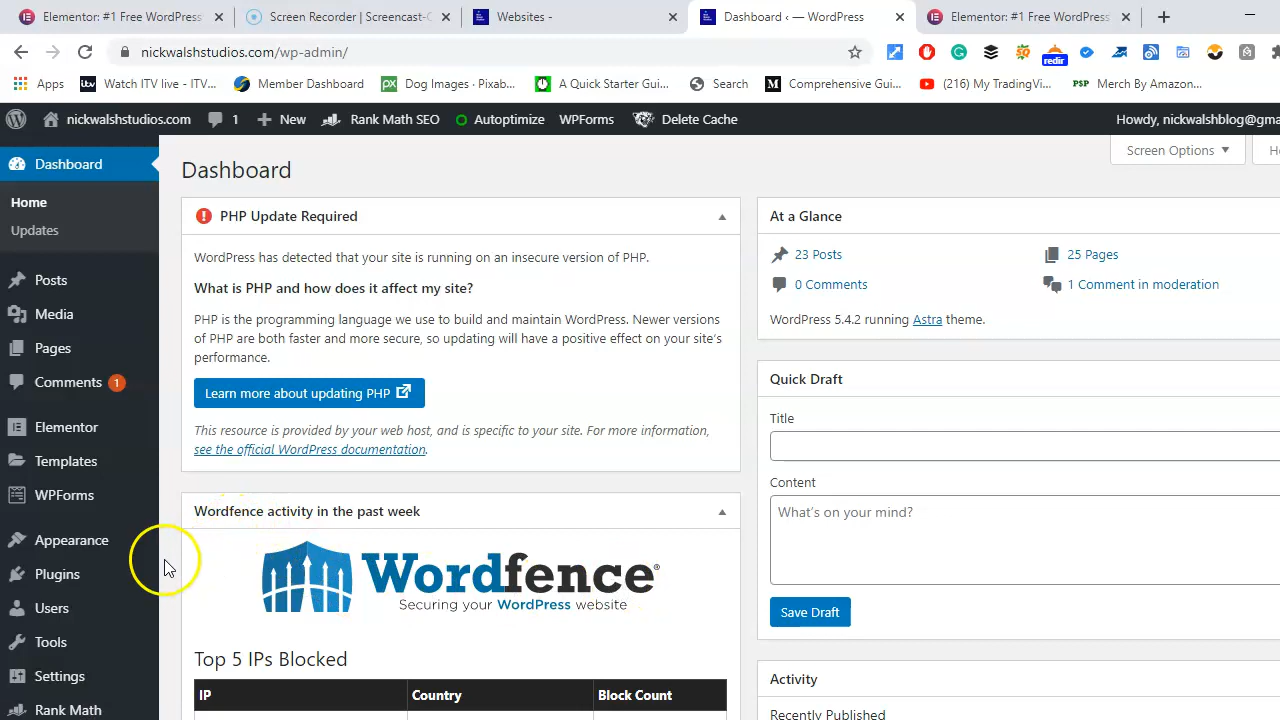 Elementor: #1 Free WordPress
Screen Recorder | Screencast-O
Websites -
Dashboard ‹ — WordPress
Elementor: #1 Free WordPress
nickwalshstudios.com/wp-admin/
redir
Apps
itv
Watch ITV live - ITV...
Member Dashboard
px
Dog Images - Pixab...
A Quick Starter Gui...
Search
M
Comprehensive Gui...
(216) My TradingVi...
PSP
Merch By Amazon...
nickwalshstudios.com
1
New
Rank Math SEO
Autoptimize
WPForms
Delete Cache
Howdy, nickwalshblog@gma
Dashboard
Home
Updates
Posts
Media
Pages
Comments 1
Elementor
Templates
WPForms
Appearance
Plugins
Users
Tools
Settings
Rank Math
Dashboard
Screen Options
He
PHP Update Required
WordPress has detected that your site is running on an insecure version of PHP.
What is PHP and how does it affect my site?
PHP is the programming language we use to build and maintain WordPress. Newer versions
of PHP are both faster and more secure, so updating will have a positive effect on your site's
performance.
Learn more about updating PHP
This resource is provided by your web host, and is specific to your site. For more information,
see the official WordPress documentation.
Wordfence activity in the past week
Wordfence®
Securing your WordPress website
Top 5 IPs Blocked
IP
Country
Block Count
At a Glance
23 Posts
25 Pages
0 Comments
1 Comment in moderation
WordPress 5.4.2 running Astra theme.
Quick Draft
Title
Content
What's on your mind?
Save Draft
Activity
Recently Published